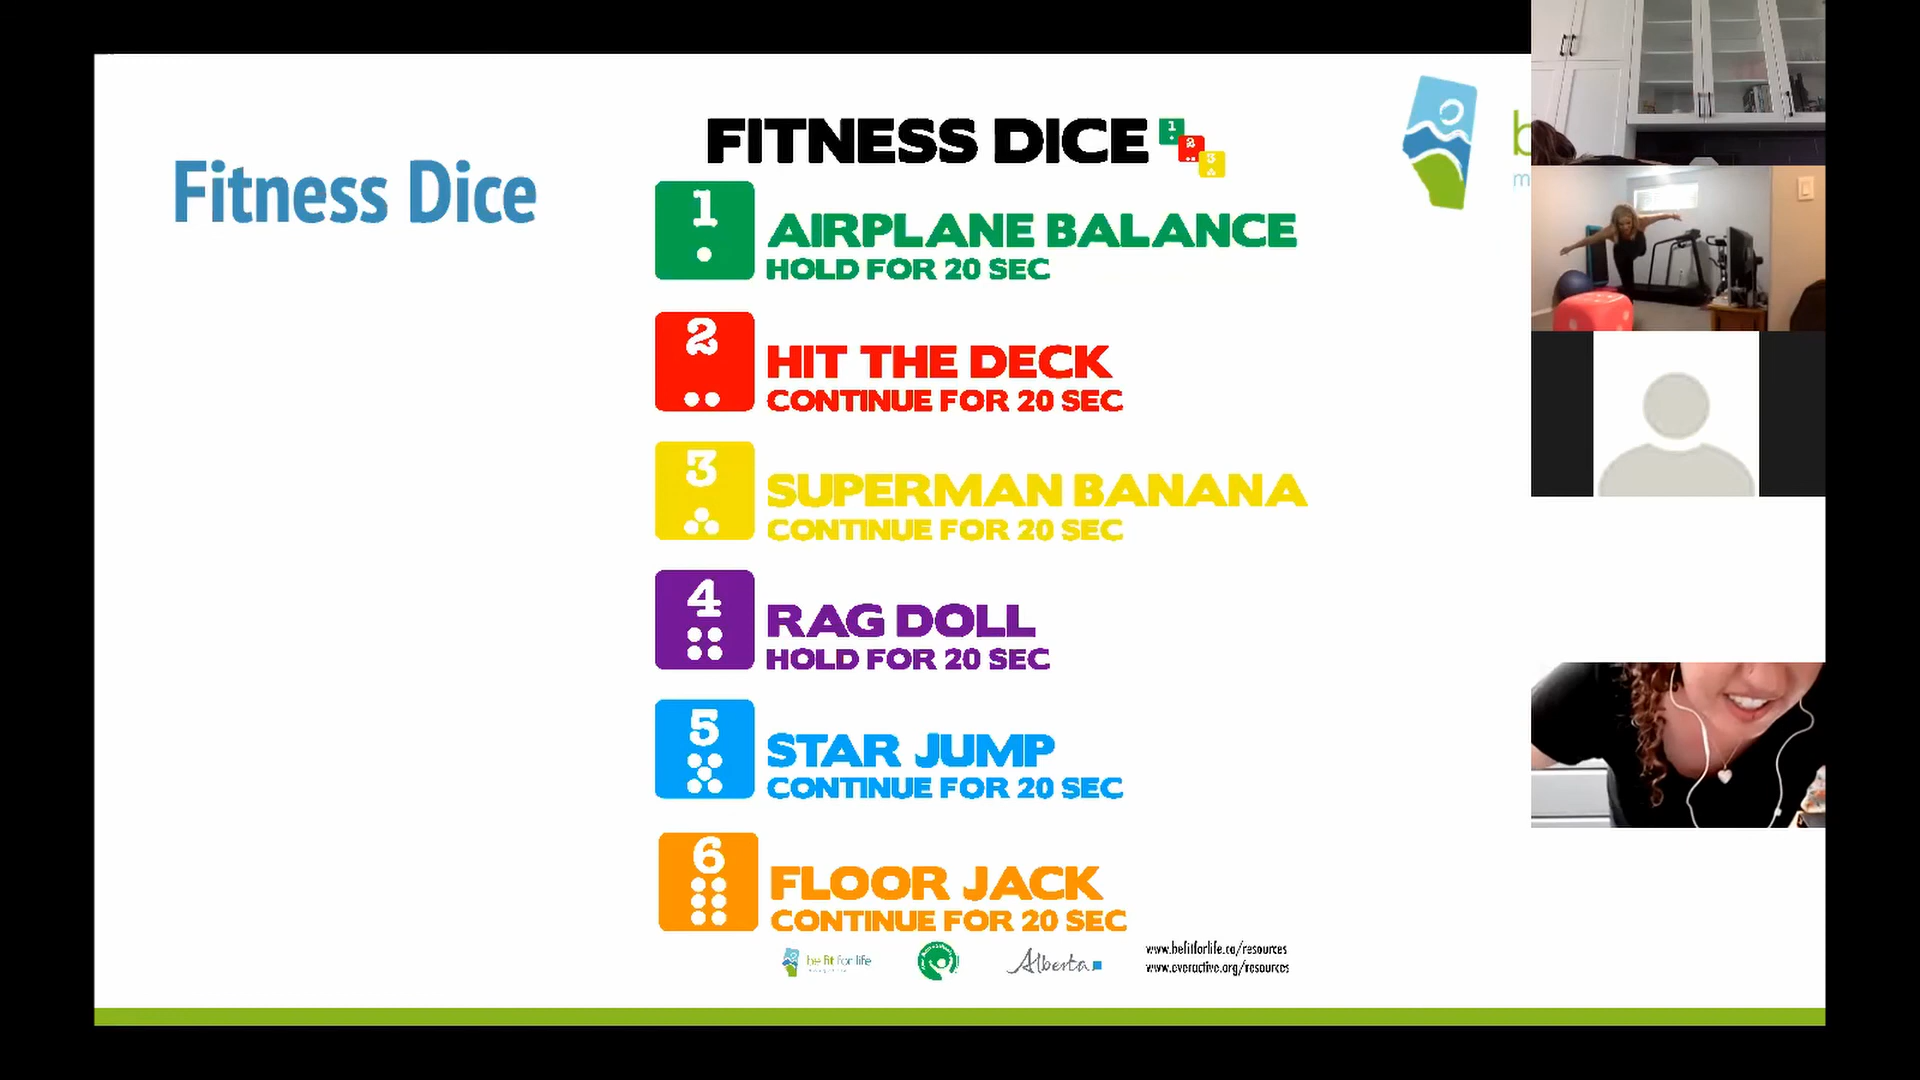 Fitness Dice
FITNESS DICE
1
2
3
1
AIRPLANE BALANCE
HOLD FOR 20 SEC
2
HIT THE DECK
CONTINUE FOR 20 SEC
3
SUPERMAN BANANA
CONTINUE FOR 20 SEC
4
RAG DOLL
HOLD FOR 20 SEC
5
STAR JUMP
CONTINUE FOR 20 SEC
6
FLOOR JACK
CONTINUE FOR 20 SEC
be fit for life
Alberta
www.befitforlife.ca/resources
www.everactive.org/resources
b
m